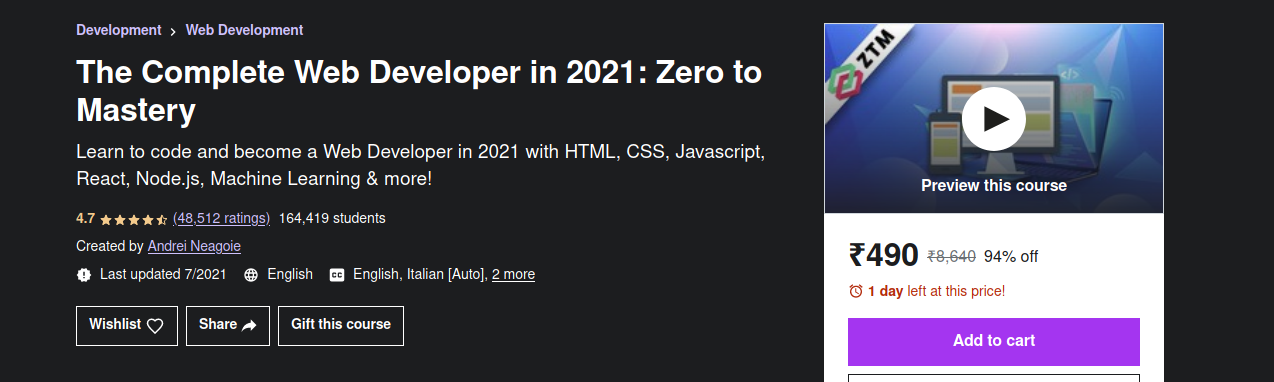 Development > Web Development
The Complete Web Developer in 2021: Zero to
Mastery
Learn to code and become a Web Developer in 2021 with HTML, CSS, Javascript,
React, Node.js, Machine Learning & more!
4.7 (48,512 ratings) 164,419 students
Created by Andrei Neagoie
Last updated 7/2021 English CC English, Italian [Auto], 2 more
Wishlist Share Gift this course
ZTM
Preview this course
₹490 ₹8,640 94% off
1 day left at this price!
Add to cart